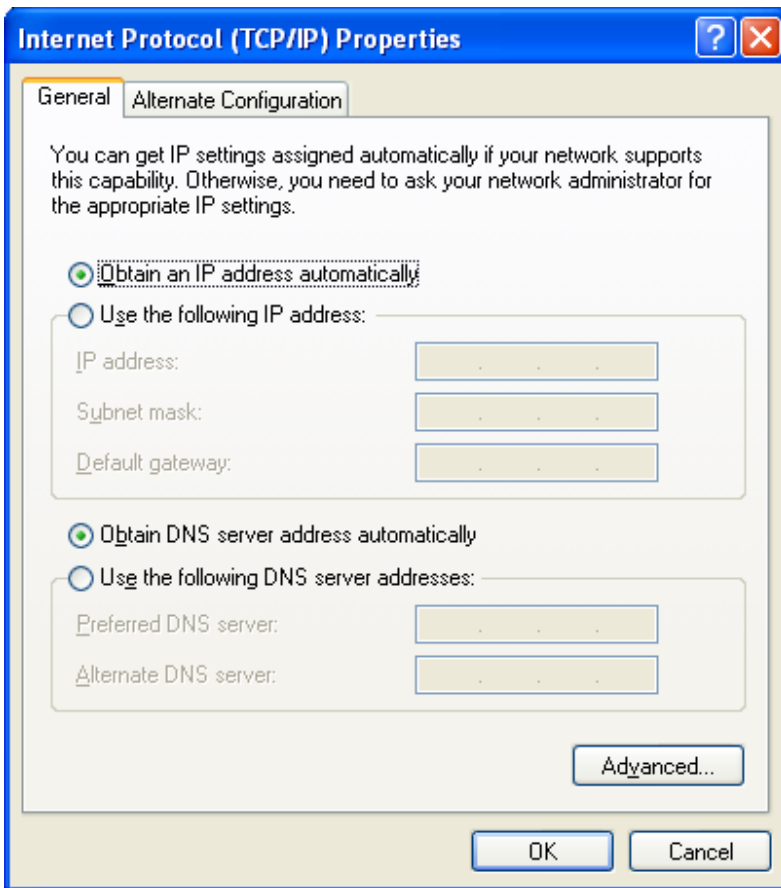 Internet Protocol (TCP/IP) Properties
General
Alternate Configuration
You can get IP settings assigned automatically if your network supports
this capability. Otherwise, you need to ask your network administrator for
the appropriate IP settings.
Obtain an IP address automatically
Use the following IP address:
IP address:
Subnet mask:
Default gateway:
Obtain DNS server address automatically
Use the following DNS server addresses:
Preferred DNS server:
Alternate DNS server:
Advanced...
OK
Cancel